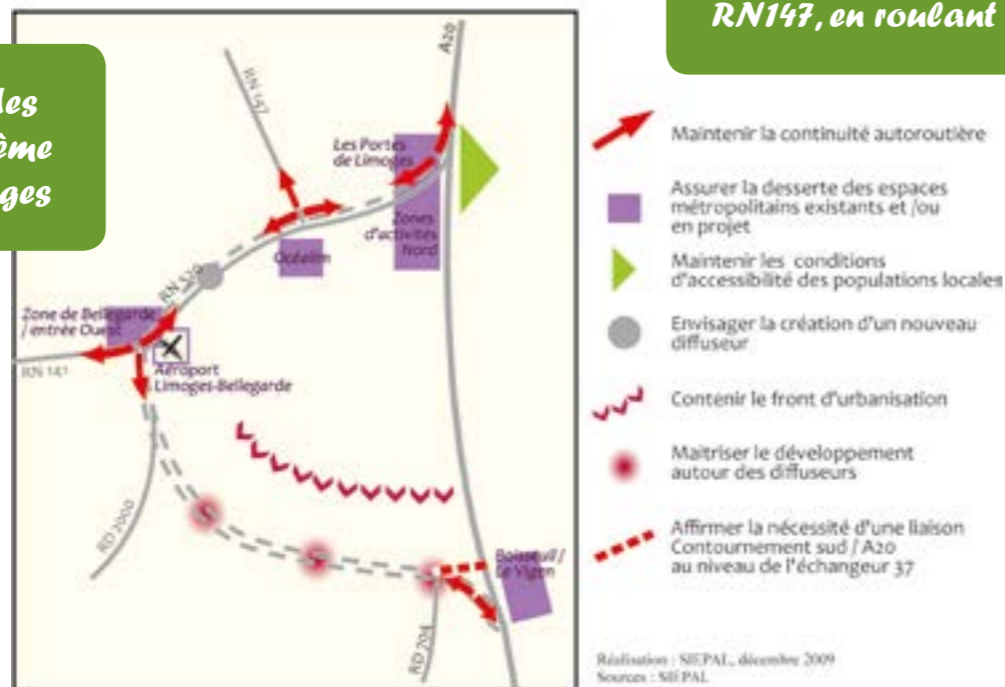 RN147, en roulant
les
ême
ges
A20
RN 147
Les Portes
de Limoges
Zones
d'activités
Nord
Océalim
RN 520
Zone de Bellegarde
/ entrée Ouest
RN 141
Aéroport
Limoges-Bellegarde
RD 2000
Boisseuil /
Le Vigen
RD 704
Maintenir la continuité autoroutière
Assurer la desserte des espaces
métropolitains existants et /ou
en projet
Maintenir les conditions
d'accessibilité des populations locales
Envisager la création d'un nouveau
diffuseur
Contenir le front d'urbanisation
Maîtriser le développement
autour des diffuseurs
Affirmer la nécessité d'une liaison
Contournement sud / A20
au niveau de l'échangeur 37
Réalisation : SIEPAL, décembre 2009
Sources : SIEPAL